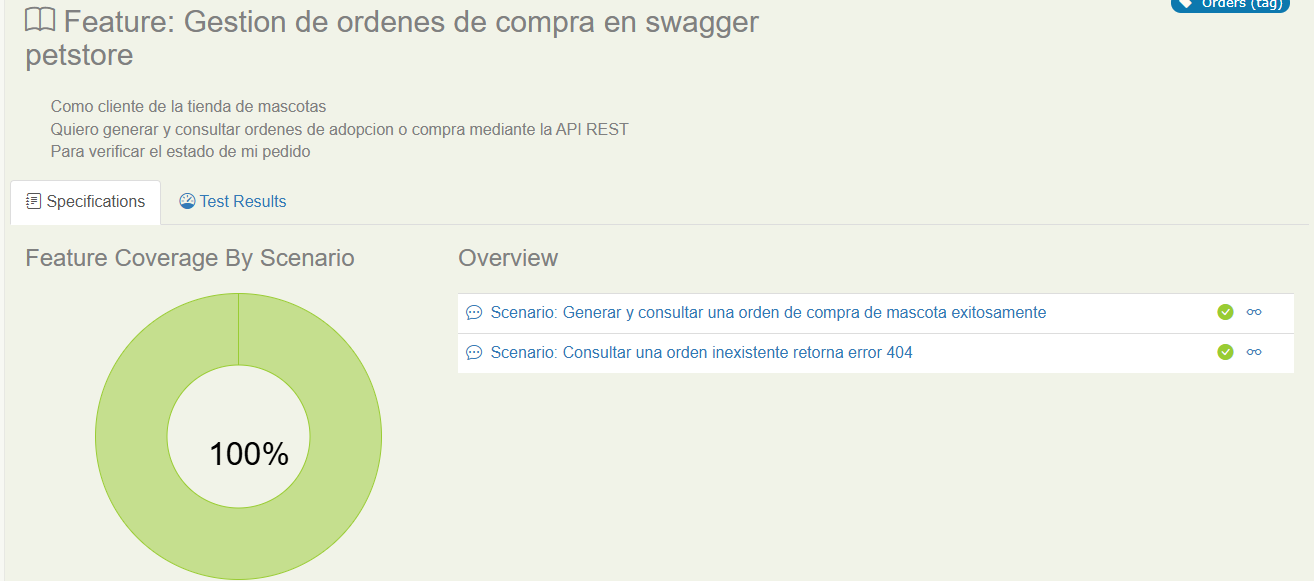 Orders (tag)
Feature: Gestion de ordenes de compra en swagger
petstore
Como cliente de la tienda de mascotas
Quiero generar y consultar ordenes de adopcion o compra mediante la API REST
Para verificar el estado de mi pedido
Specifications
Test Results
Feature Coverage By Scenario
100%
Overview
Scenario: Generar y consultar una orden de compra de mascota exitosamente
Scenario: Consultar una orden inexistente retorna error 404